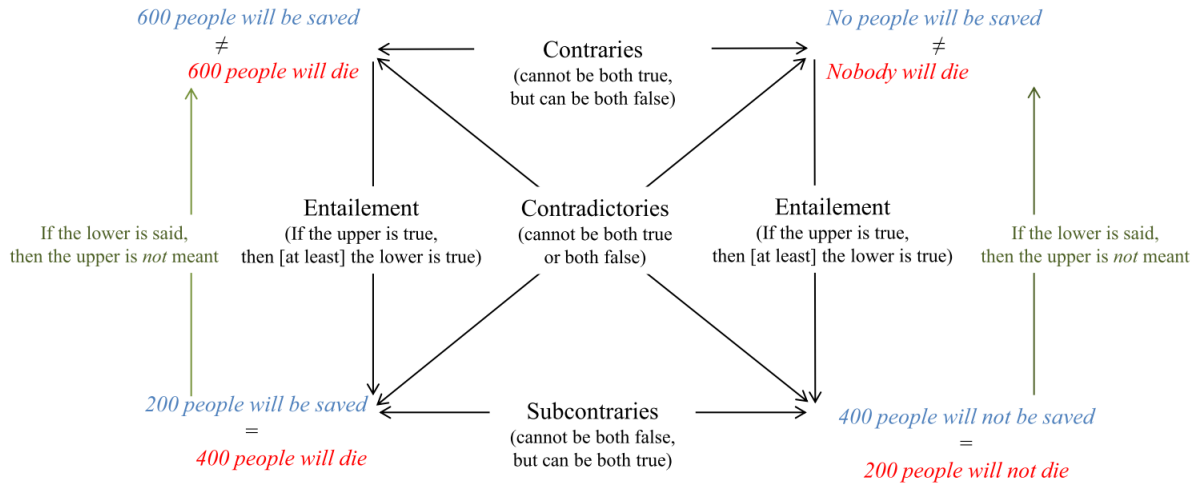 600 people will be saved
≠
600 people will die
Contraries
(cannot be both true,
but can be both false)
No people will be saved
≠
Nobody will die
If the lower is said,
then the upper is not meant
Entailement
(If the upper is true,
then [at least] the lower is true)
Contradictories
(cannot be both true
or both false)
Entailement
(If the upper is true,
then [at least] the lower is true)
If the lower is said,
then the upper is not meant
200 people will be saved
=
400 people will die
Subcontraries
(cannot be both false,
but can be both true)
400 people will not be saved
=
200 people will not die